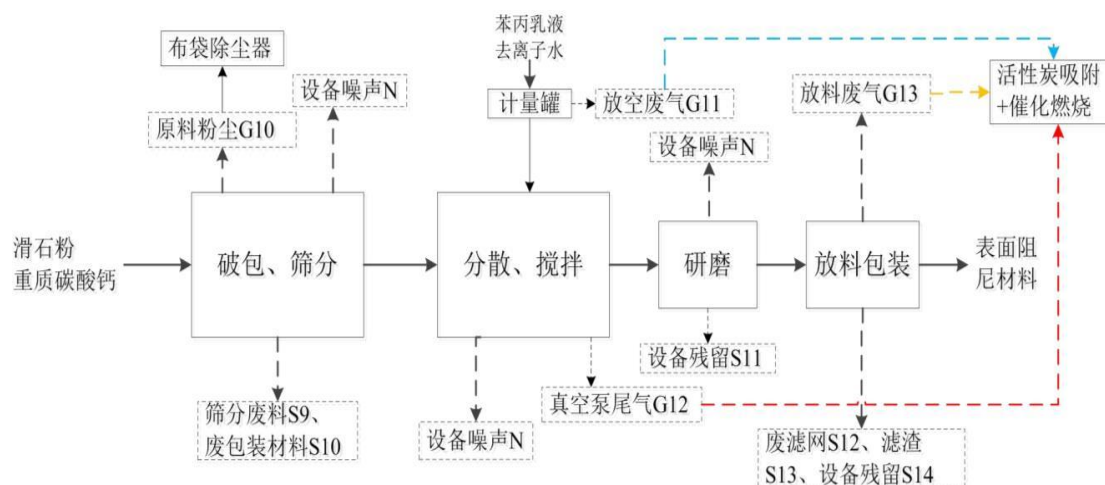 苯丙乳液
去离子水
布袋除尘器
设备噪声N
计量罐
放空废气G11
放料废气G13
活性炭吸附
+催化燃烧
原料粉尘G10
设备噪声N
滑石粉
重质碳酸钙
破包、筛分
分散、搅拌
研磨
放料包装
表面阻
尼材料
设备残留S11
筛分废料S9、
废包装材料S10
设备噪声N
真空泵尾气G12
废滤网S12、滤渣
S13、设备残留S14